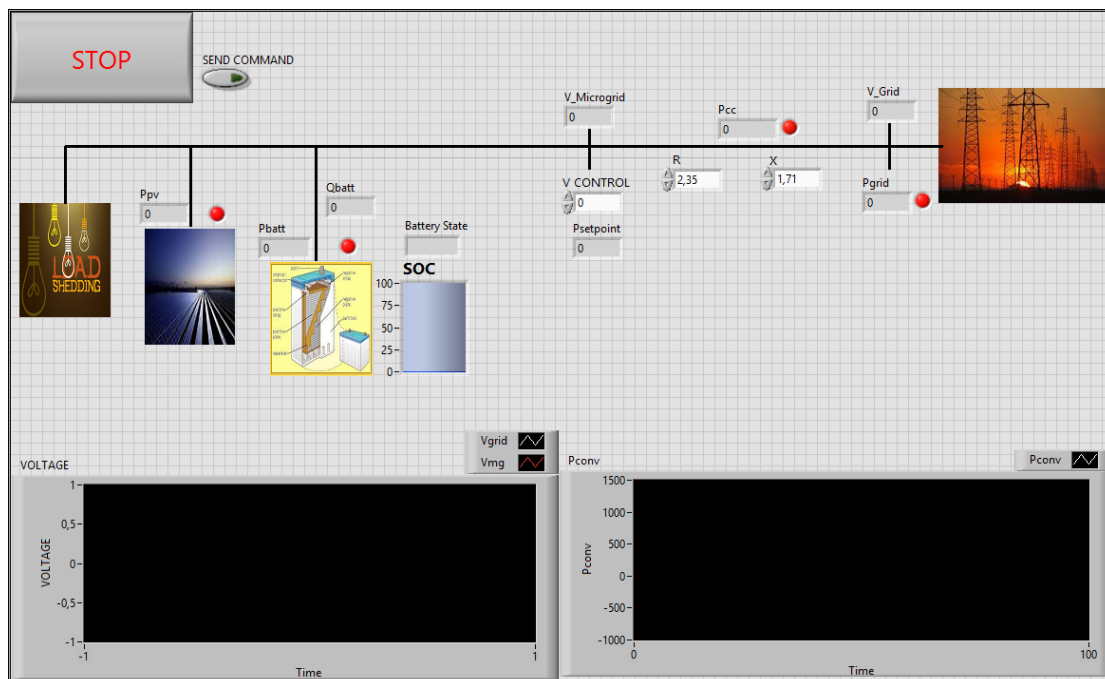 STOP
SEND COMMAND
V_Microgrid
0
Pcc
0
V_Grid
0
R
2,35
X
1,71
V CONTROL
0
Psetpoint
0
Pgrid
0
Ppv
0
Qbatt
0
Pbatt
0
Battery State
SOC
100
75
50
25
0
LOAD
SHEDDING
VOLTAGE
Vgrid
Vmg
VOLTAGE
1
0,5
0
-0,5
-1
-1
1
Time
Pconv
Pconv
Pconv
1500
1000
500
0
-500
-1000
0
100
Time